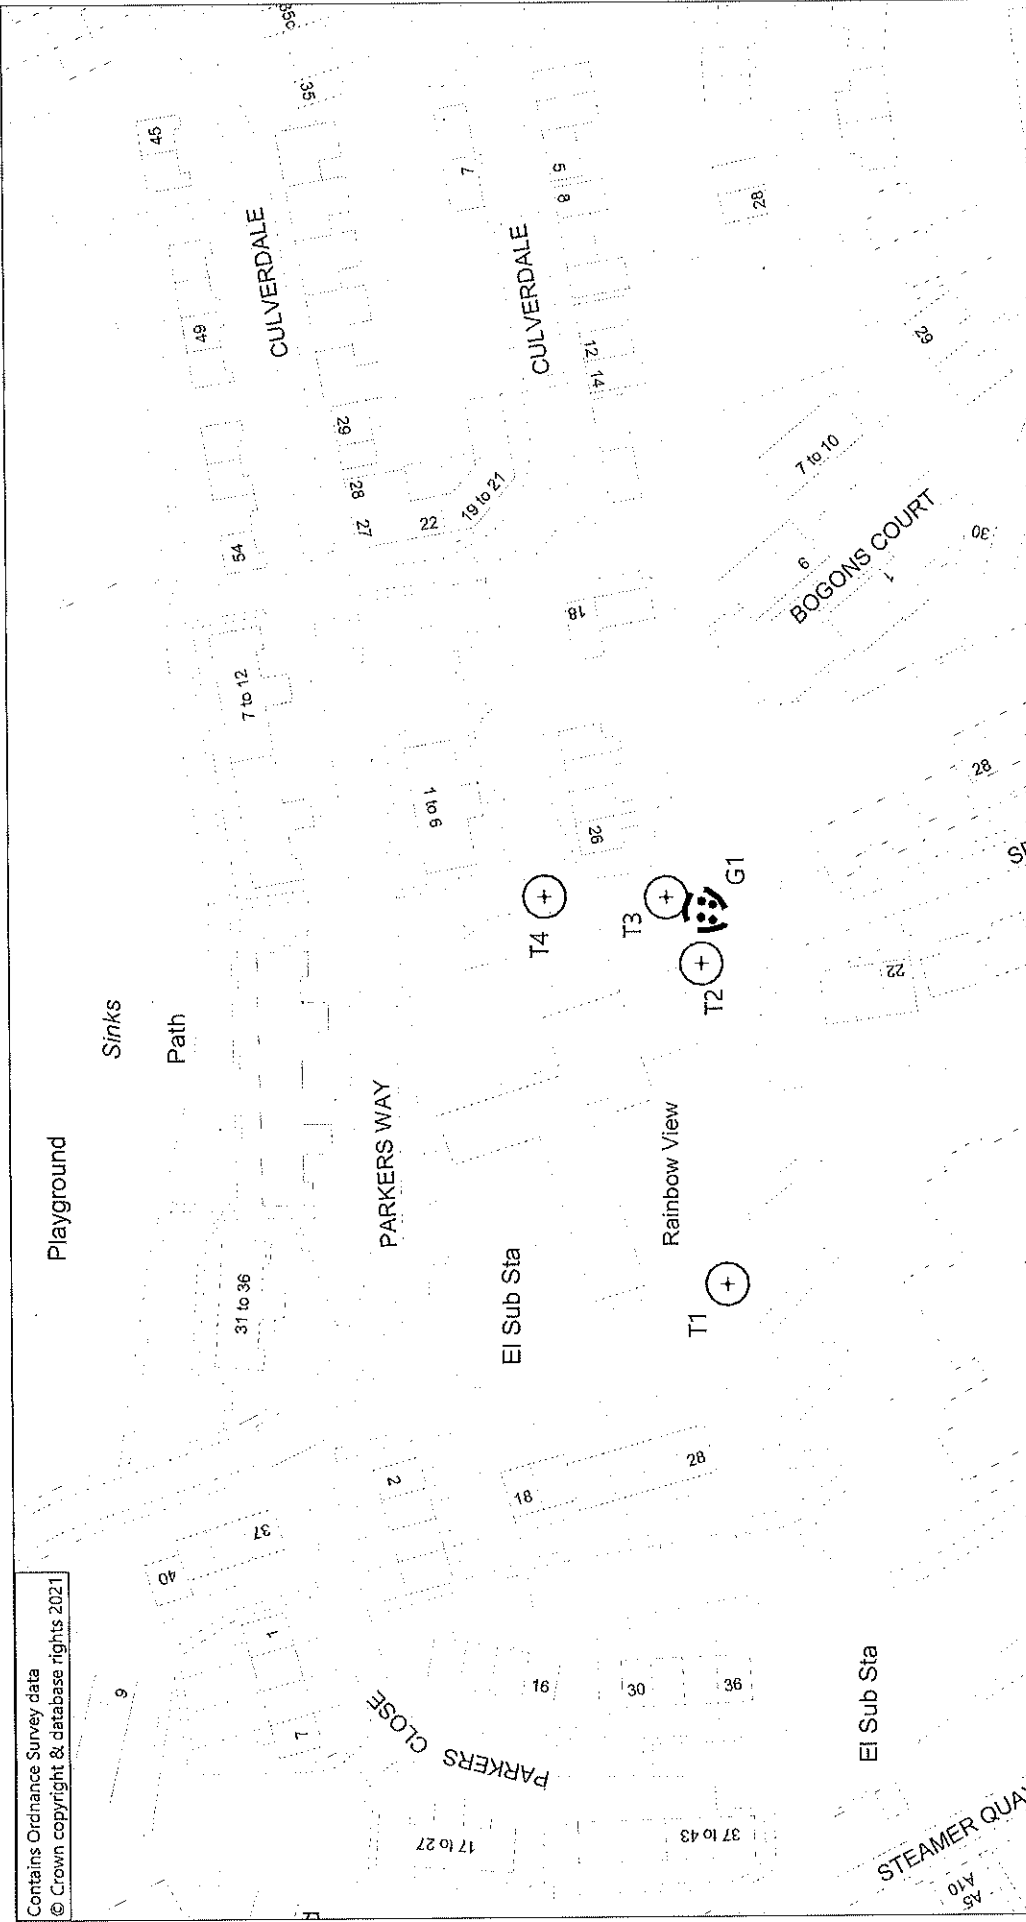 Contains Ordnance Survey data
© Crown copyright & database rights 2021
Playground
Sinks
Path
9
40
37
1
7
PARKERS
CLOSE
17 to 27
37 to 43
16
30
36
2
18
28
31 to 36
PARKERS WAY
El Sub Sta
Rainbow View
T1
T2
T3
T4
G1
7 to 12
1 to 6
26
18
54
49
45
CULVERDALE
35
29
28
27
22
19 to 21
7
CULVERDALE
5
8
12
14
28
29
7 to 10
6
BOGONS COURT
1
30
28
22
El Sub Sta
STEAMER QUA
A5
A10